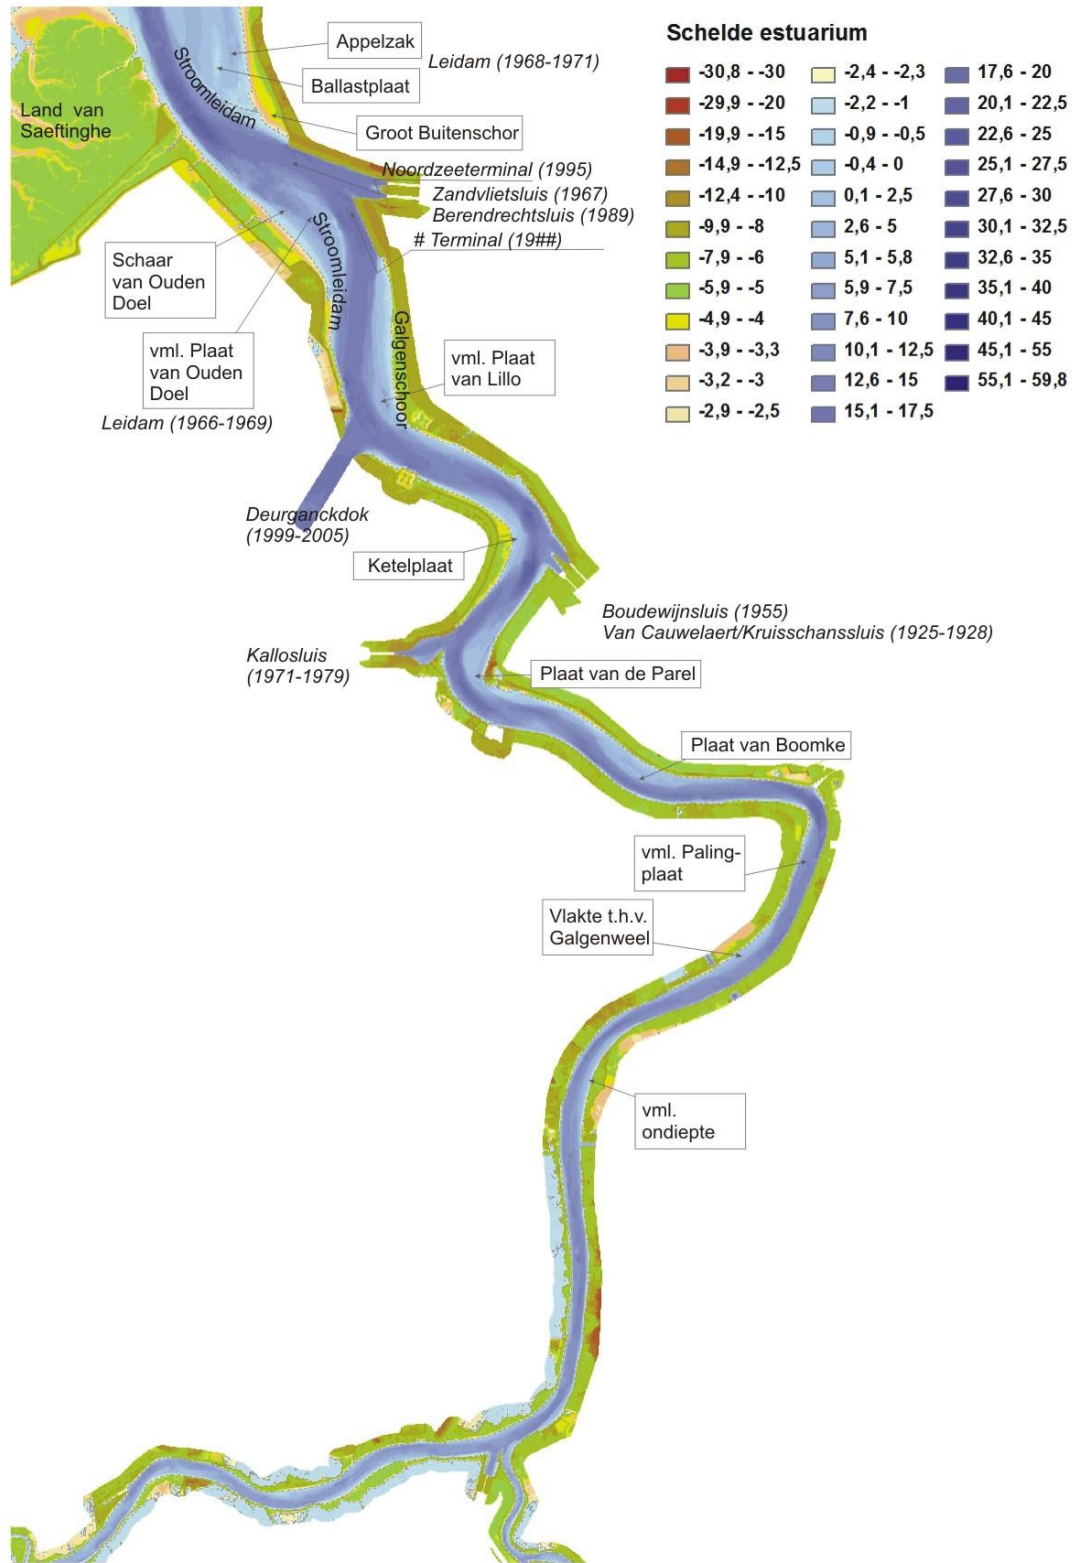 Schelde estuarium
-30,8 - -30
-29,9 - -20
-19,9 - -15
-14,9 - -12,5
-12,4 - -10
-9,9 - -8
-7,9 - -6
-5,9 - -5
-4,9 - -4
-3,9 - -3,3
-3,2 - -3
-2,9 - -2,5
-2,4 - -2,3
-2,2 - -1
-0,9 - -0,5
-0,4 - 0
0,1 - 2,5
2,6 - 5
5,1 - 5,8
5,9 - 7,5
7,6 - 10
10,1 - 12,5
12,6 - 15
15,1 - 17,5
17,6 - 20
20,1 - 22,5
22,6 - 25
25,1 - 27,5
27,6 - 30
30,1 - 32,5
32,6 - 35
35,1 - 40
40,1 - 45
45,1 - 55
55,1 - 59,8
Appelzak
Leidam (1968-1971)
Ballastplaat
Stroomleidam
Land van
Saeftinghe
Groot Buitenschor
Noordzeeterminal (1995)
Zandvlietsluis (1967)
Berendrechtsluis (1989)
# Terminal (19##)
Stroomleidam
Schaar
van Ouden
Doel
vml. Plaat
van Ouden
Doel
Leidam (1966-1969)
Galgenschoor
vml. Plaat
van Lillo
Deurganckdok
(1999-2005)
Ketelplaat
Boudewijnsluis (1955)
Van Cauwelaert/Kruisschanssluis (1925-1928)
Kallosluis
(1971-1979)
Plaat van de Parel
Plaat van Boomke
vml. Paling-
plaat
Vlakte t.h.v.
Galgenweel
vml.
ondiepte